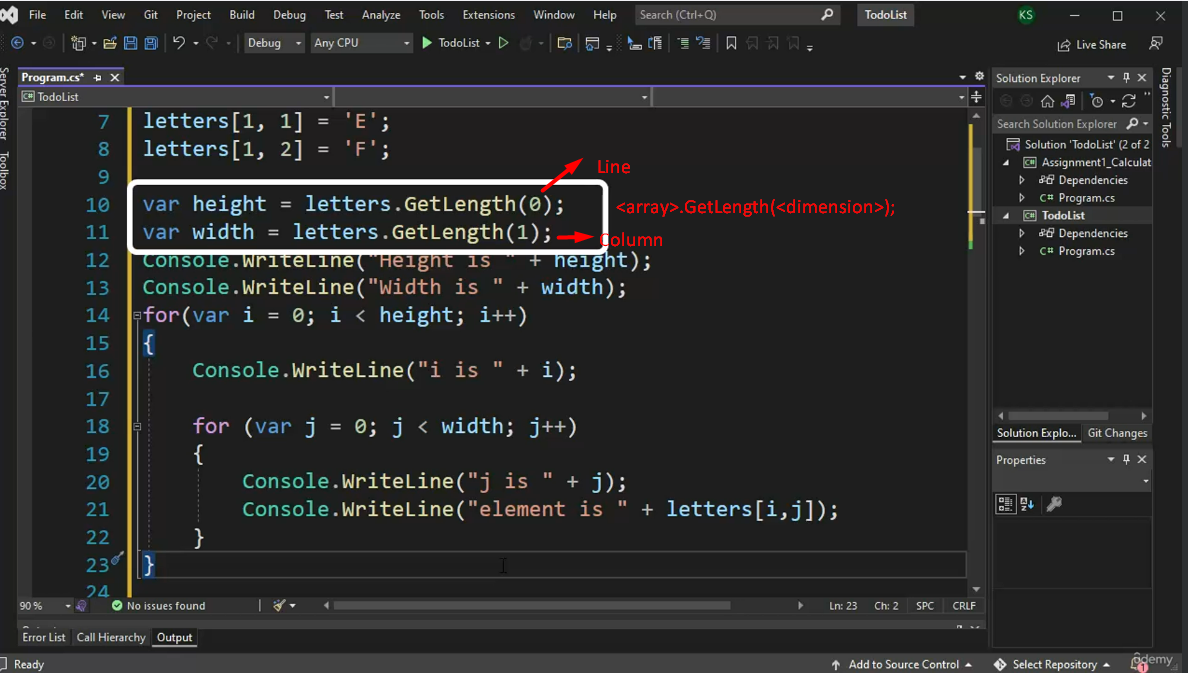 File Edit View Git Project Build Debug Test Analyze Tools Extensions Window Help Search (Ctrl+Q) TodoList KS
Debug Any CPU TodoList Live Share
Server Explorer
Toolbox
Program.cs*
TodoList
7 letters[1, 1] = 'E';
8 letters[1, 2] = 'F';
9
10 var height = letters.GetLength(0);
11 var width = letters.GetLength(1);
12 Console.WriteLine("Height is " + height);
13 Console.WriteLine("Width is " + width);
14 for(var i = 0; i < height; i++)
15 {
16 Console.WriteLine("i is " + i);
17
18 for (var j = 0; j < width; j++)
19 {
20 Console.WriteLine("j is " + j);
21 Console.WriteLine("element is " + letters[i,j]);
22 }
23 }
24
Line
<array>.GetLength(<dimension>);
Column
90 % No issues found Ln: 23 Ch: 2 SPC CRLF
Error List Call Hierarchy Output
Solution Explorer
Search Solution Explorer
Solution 'TodoList' (2 of 2
Assignment1_Calculat
Dependencies
C# Program.cs
TodoList
Dependencies
C# Program.cs
Solution Explo... Git Changes
Properties
Diagnostic Tools
Ready Add to Source Control Select Repository 1
ûdemy